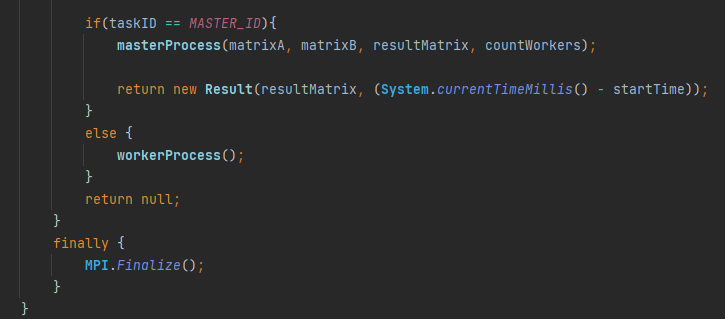 if(taskID == MASTER_ID){
masterProcess(matrixA, matrixB, resultMatrix, countWorkers);
return new Result(resultMatrix, (System.currentTimeMillis() - startTime));
}
else {
workerProcess();
}
return null;
}
finally {
MPI.Finalize();
}
}